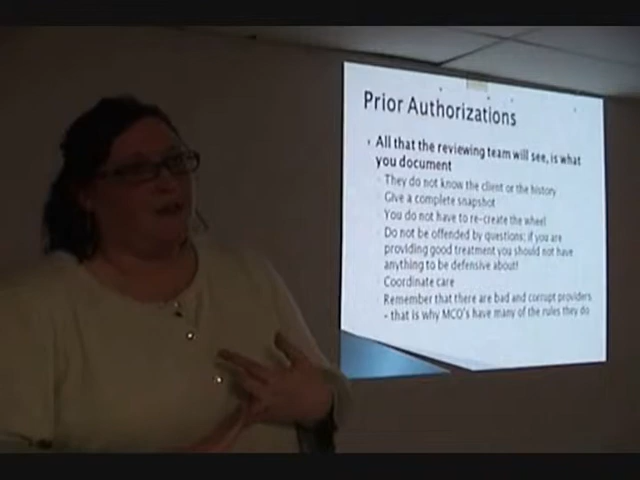 Prior Authorizations
All that the reviewing team will see, is what
you document
They do not know the client or the history
Give a complete snapshot
You do not have to re-create the wheel
Do not be offended by questions; if you are
providing good treatment you should not have
anything to be defensive about!
Coordinate care
Remember that there are bad and corrupt providers
- that is why MCO's have many of the rules they do